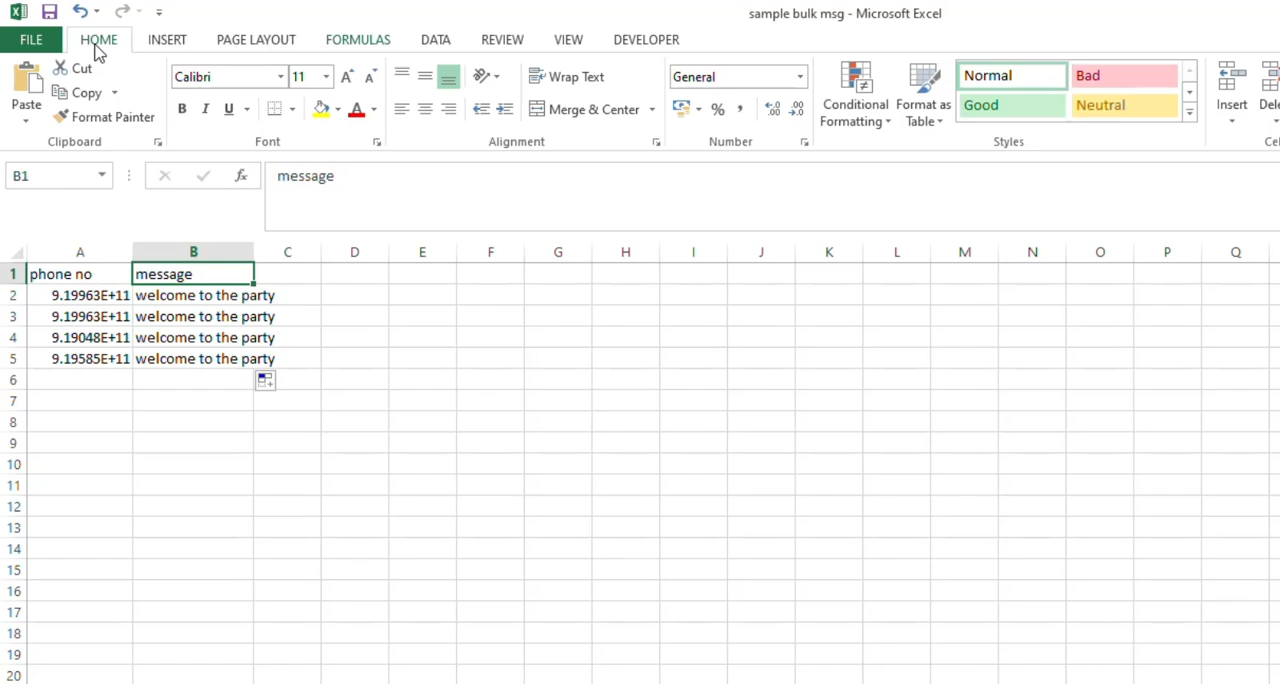 sample bulk msg - Microsoft Excel
FILE HOME INSERT PAGE LAYOUT FORMULAS DATA REVIEW VIEW DEVELOPER
Paste
Cut
Copy
Format Painter
Clipboard
Calibri 11
B I U A
Font
Wrap Text
Merge & Center
Alignment
General
% , .00
Number
Conditional Formatting
Format as Table
Normal Bad
Good Neutral
Styles
Insert
B1 fx message
A B C D E F G H I J K L M N O P Q
1 phone no message
2 9.19963E+11 welcome to the party
3 9.19963E+11 welcome to the party
4 9.19048E+11 welcome to the party
5 9.19585E+11 welcome to the party
6
7
8
9
10
11
12
13
14
15
16
17
18
19
20